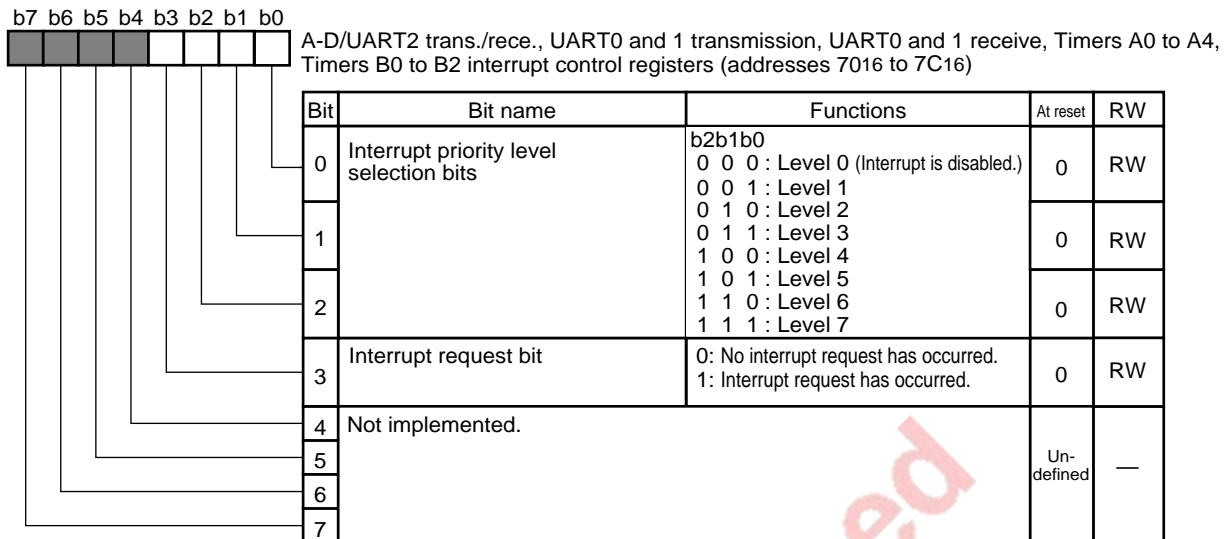 b7 b6 b5 b4 b3 b2 b1 b0
A-D/UART2 trans./rece., UART0 and 1 transmission, UART0 and 1 receive, Timers A0 to A4,
Timers B0 to B2 interrupt control registers (addresses 7016 to 7C16)
Bit Bit name Functions At reset RW
0 Interrupt priority level selection bits b2b1b0 0 RW
0 0 0 : Level 0 (Interrupt is disabled.)
0 0 1 : Level 1
0 1 0 : Level 2
1 0 1 1 : Level 3 0 RW
1 0 0 : Level 4
1 0 1 : Level 5
2 1 1 0 : Level 6 0 RW
1 1 1 : Level 7
3 Interrupt request bit 0: No interrupt request has occurred. 0 RW
1: Interrupt request has occurred.
4 Not implemented. Un-
5 defined —
6
7